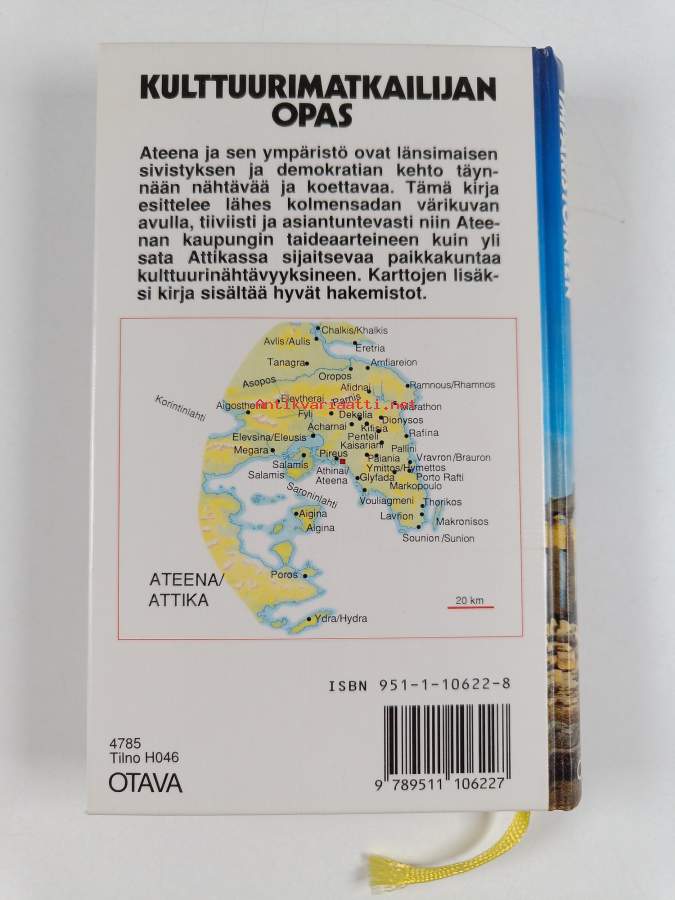 KULTTUURIMATKAILIJAN
OPAS
Ateena ja sen ympäristö ovat länsimaisen
sivistyksen ja demokratian kehto täyn-
nään nähtävää ja koettavaa. Tämä kirja
esittelee lähes kolmensadan värikuvan
avulla, tiiviisti ja asiantuntevasti niin Atee-
nan kaupungin taideaarteineen kuin yli
sata Attikassa sijaitsevaa paikkakuntaa
kulttuurinähtävyyksineen. Karttojen lisäk-
si kirja sisältää hyvät hakemistot.
Chalkis/Khalkis
Avlis/Aulis
Eretria
Tanagra
Amfiareion
Oropos
Asopos
Afidnai
Ramnous/Rhamnos
Parnis
Korintinlahti
Elevtherai
Antikvariaatti.net
Marathon
Aigosthena
Fyli
Dekelia
Dionysos
Acharnai
Kifisia
Rafina
Elevsina/Eleusis
Penteli
Kaisariani
Pallini
Megara
Pireus
Paiania
Vravron/Brauron
Salamis
Athinai/
Ateena
Ymittos/Hymettos
Salamis
Glyfada
Porto Rafti
Markopoulo
Saroninlahti
Vouliagmeni
Thorikos
Aigina
Lavrion
Makronisos
Aigina
Sounion/Sunion
ATEENA/
ATTIKA
Poros
20 km
Ydra/Hydra
ISBN 951-1-10622-8
4785
Tilno H046
OTAVA
9 789511 106227